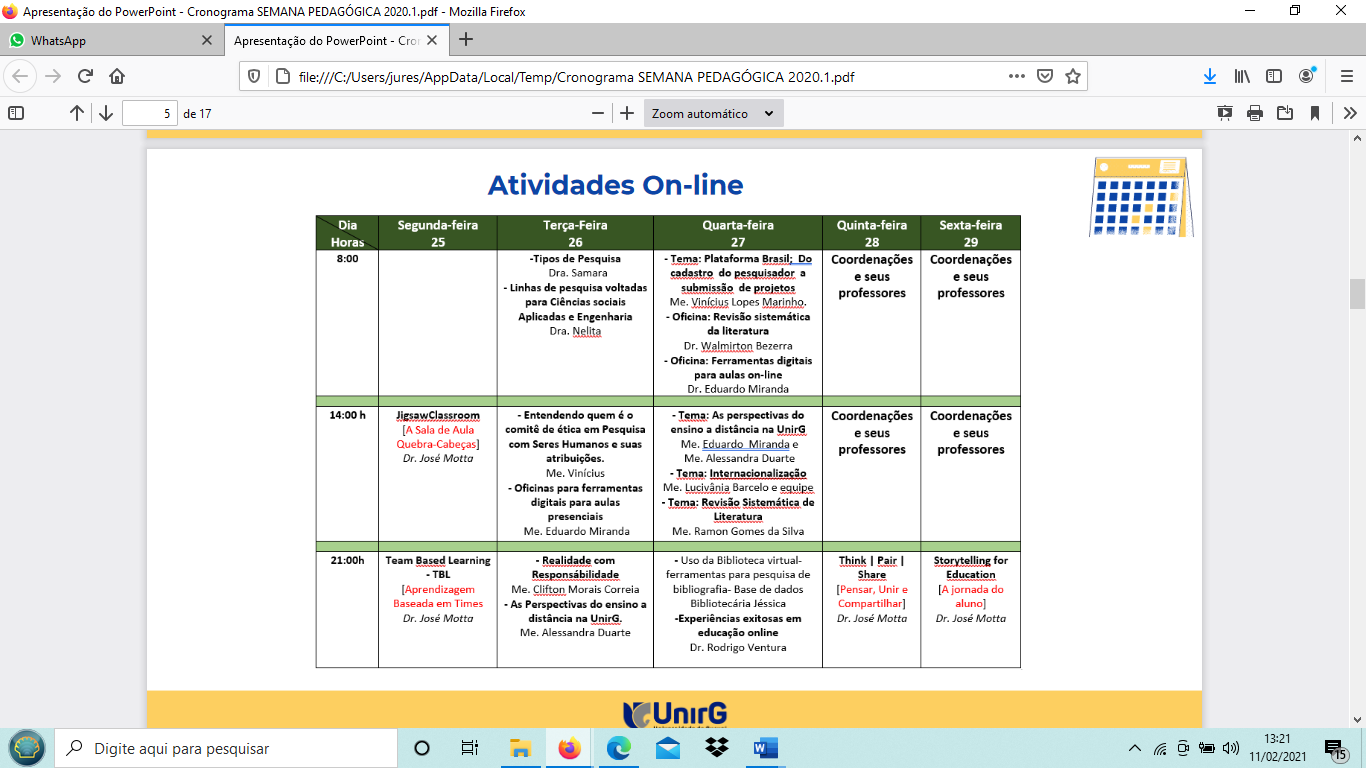 Apresentação do PowerPoint - Cronograma SEMANA PEDAGÓGICA 2020.1.pdf - Mozilla Firefox
WhatsApp
Apresentação do PowerPoint - Cro
file:///C:/Users/jures/AppData/Local/Temp/Cronograma SEMANA PEDAGÓGICA 2020.1.pdf
5 de 17
Zoom automático
Atividades On-line
Dia
Horas
Segunda-feira
25
Terça-Feira
26
Quarta-feira
27
Quinta-feira
28
Sexta-feira
29
8:00
-Tipos de Pesquisa
Dra. Samara
- Linhas de pesquisa voltadas
para Ciências sociais
Aplicadas e Engenharia
Dra. Nelita
- Tema: Plataforma Brasil; Do
cadastro do pesquisador a
submissão de projetos
Me. Vinícius Lopes Marinho.
- Oficina: Revisão sistemática
da literatura
Dr. Walmirton Bezerra
- Oficina: Ferramentas digitais
para aulas on-line
Dr. Eduardo Miranda
Coordenações
e seus
professores
Coordenações
e seus
professores
14:00 h
JigsawClassroom
[A Sala de Aula
Quebra-Cabeças]
Dr. José Motta
- Entendendo quem é o
comitê de ética em Pesquisa
com Seres Humanos e suas
atribuições.
Me. Vinícius
- Oficinas para ferramentas
digitais para aulas
presenciais
Me. Eduardo Miranda
- Tema: As perspectivas do
ensino a distância na UnirG
Me. Eduardo Miranda e
Me. Alessandra Duarte
- Tema: Internacionalização
Me. Lucivânia Barcelo e equipe
- Tema: Revisão Sistemática de
Literatura
Me. Ramon Gomes da Silva
Coordenações
e seus
professores
Coordenações
e seus
professores
21:00h
Team Based Learning
- TBL
[Aprendizagem
Baseada em Times
Dr. José Motta
- Realidade com
Responsábilidade
Me. Clifton Morais Correia
- As Perspectivas do ensino a
distância na UnirG.
Me. Alessandra Duarte
- Uso da Biblioteca virtual-
ferramentas para pesquisa de
bibliografia- Base de dados
Bibliotecária Jéssica
-Experiências exitosas em
educação online
Dr. Rodrigo Ventura
Think | Pair |
Share
[Pensar, Unir e
Compartilhar]
Dr. José Motta
Storytelling for
Education
[A jornada do
aluno]
Dr. José Motta
UnirG
Digite aqui para pesquisar
13:21
11/02/2021
15